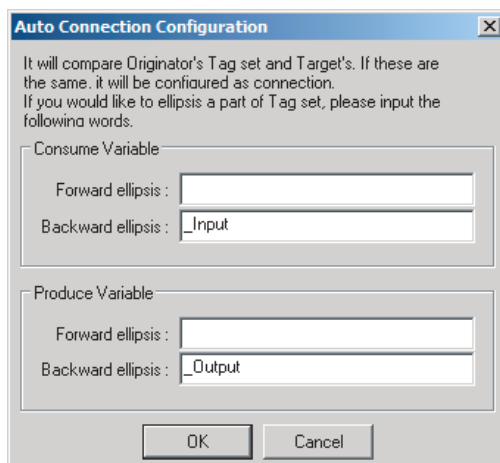 Auto Connection Configuration
It will compare Originator's Tag set and Target's. If these are
the same. it will be configured as connection.
If you would like to ellipsis a part of Tag set, please input the
following words.
Consume Variable
Forward ellipsis :
Backward ellipsis : _Input
Produce Variable
Forward ellipsis :
Backward ellipsis : _Output
OK Cancel